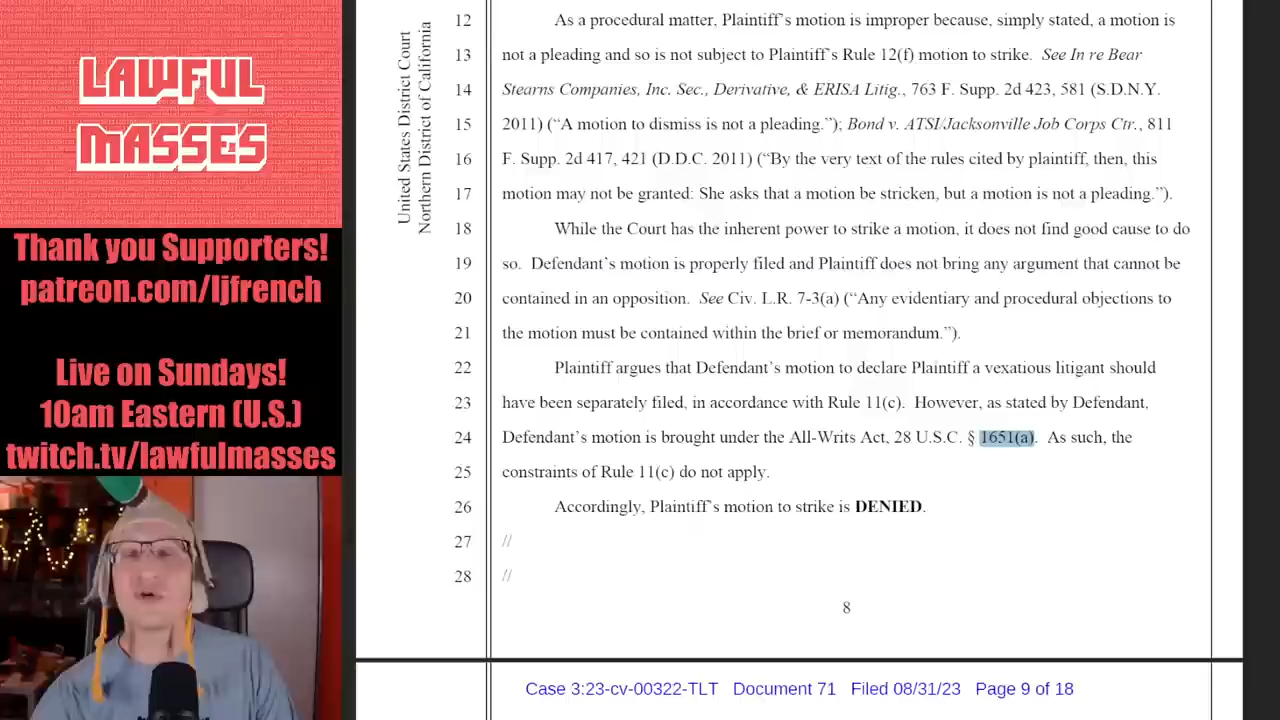 LAWFUL
MASSES
Thank you Supporters!
patreon.com/ljfrench
Live on Sundays!
10am Eastern (U.S.)
twitch.tv/lawfulmasses
United States District Court
Northern District of California
12 As a procedural matter, Plaintiff's motion is improper because, simply stated, a motion is
13 not a pleading and so is not subject to Plaintiff's Rule 12(f) motion to strike. See In re Bear
14 Stearns Companies, Inc. Sec., Derivative, & ERISA Litig., 763 F. Supp. 2d 423, 581 (S.D.N.Y.
15 2011) (“A motion to dismiss is not a pleading.”); Bond v. ATSI/Jacksonville Job Corps Ctr., 811
16 F. Supp. 2d 417, 421 (D.D.C. 2011) (“By the very text of the rules cited by plaintiff, then, this
17 motion may not be granted: She asks that a motion be stricken, but a motion is not a pleading.”).
18 While the Court has the inherent power to strike a motion, it does not find good cause to do
19 so. Defendant's motion is properly filed and Plaintiff does not bring any argument that cannot be
20 contained in an opposition. See Civ. L.R. 7-3(a) (“Any evidentiary and procedural objections to
21 the motion must be contained within the brief or memorandum.”).
22 Plaintiff argues that Defendant's motion to declare Plaintiff a vexatious litigant should
23 have been separately filed, in accordance with Rule 11(c). However, as stated by Defendant,
24 Defendant's motion is brought under the All-Writs Act, 28 U.S.C. § 1651(a). As such, the
25 constraints of Rule 11(c) do not apply.
26 Accordingly, Plaintiff's motion to strike is DENIED.
27 //
28 //
8
Case 3:23-cv-00322-TLT Document 71 Filed 08/31/23 Page 9 of 18